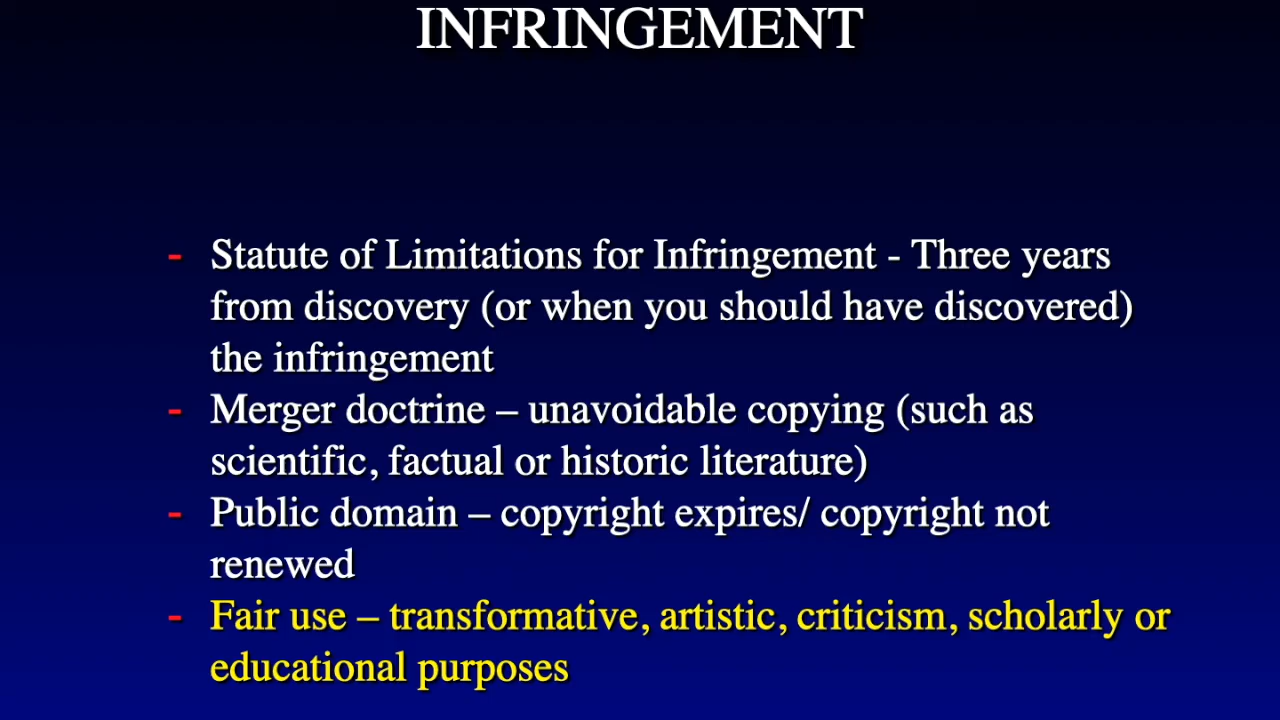 INFRINGEMENT
- Statute of Limitations for Infringement - Three years
from discovery (or when you should have discovered)
the infringement
- Merger doctrine – unavoidable copying (such as
scientific, factual or historic literature)
- Public domain – copyright expires/ copyright not
renewed
- Fair use – transformative, artistic, criticism, scholarly or
educational purposes